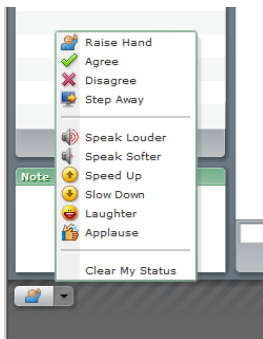 Raise Hand
Agree
Disagree
Step Away
Speak Louder
Speak Softer
Note
Speed Up
Slow Down
Laughter
Applause
Clear My Status